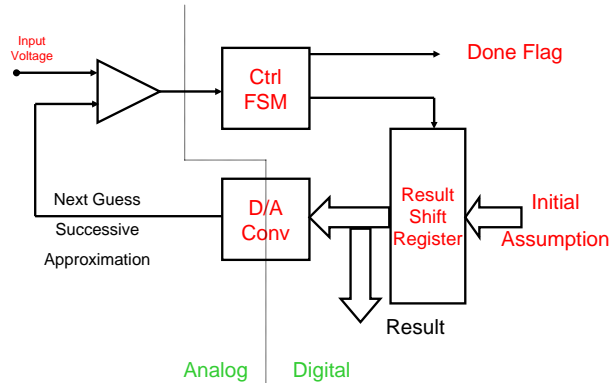 Input
Voltage
Done Flag
Ctrl
FSM
Next Guess
Successive
Approximation
D/A
Conv
Result
Shift
Register
Initial
Assumption
Result
Analog
Digital